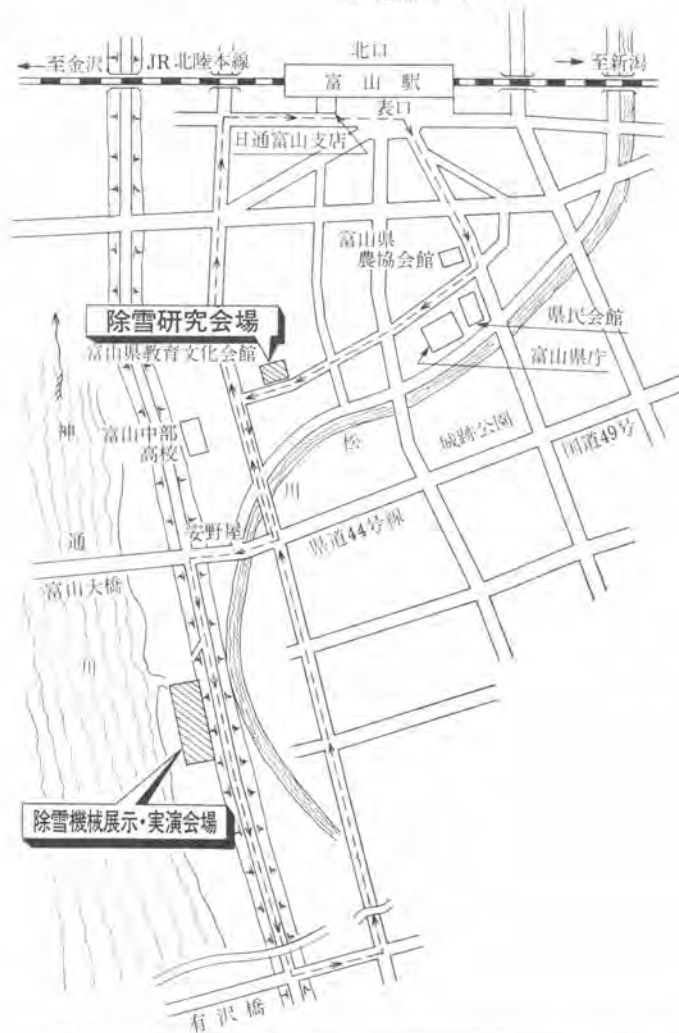 北口
至金沢
JR北陸本線
富山駅
至新潟
表口
日通富山支店
富山県
農協会館
除雪研究会場
富山県教育文化会館
県民会館
富山県庁
富山中部
高校
神
通
川
松
川
城跡公園
国道49号
安野屋
県道44号線
富山大橋
除雪機械展示・実演会場
有沢橋